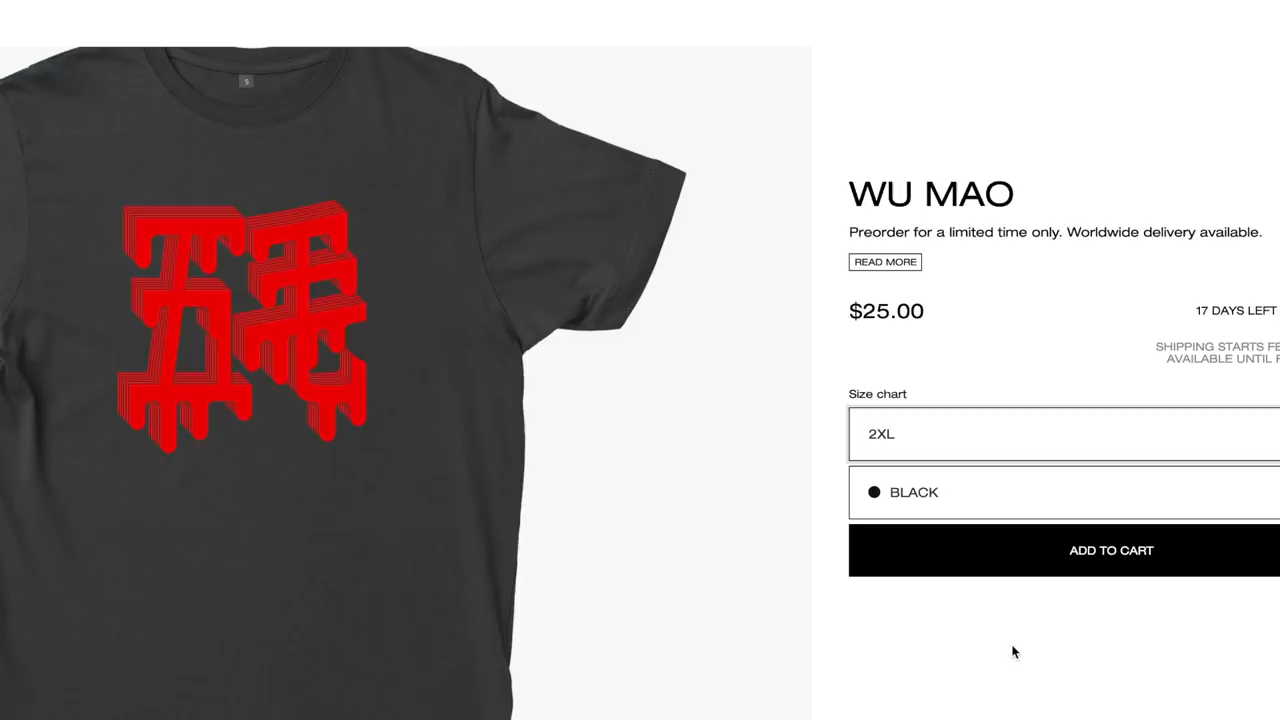 S
五毛
WU MAO
Preorder for a limited time only. Worldwide delivery available.
READ MORE
$25.00
17 DAYS LEFT
SHIPPING STARTS FE
AVAILABLE UNTIL F
Size chart
2XL
BLACK
ADD TO CART